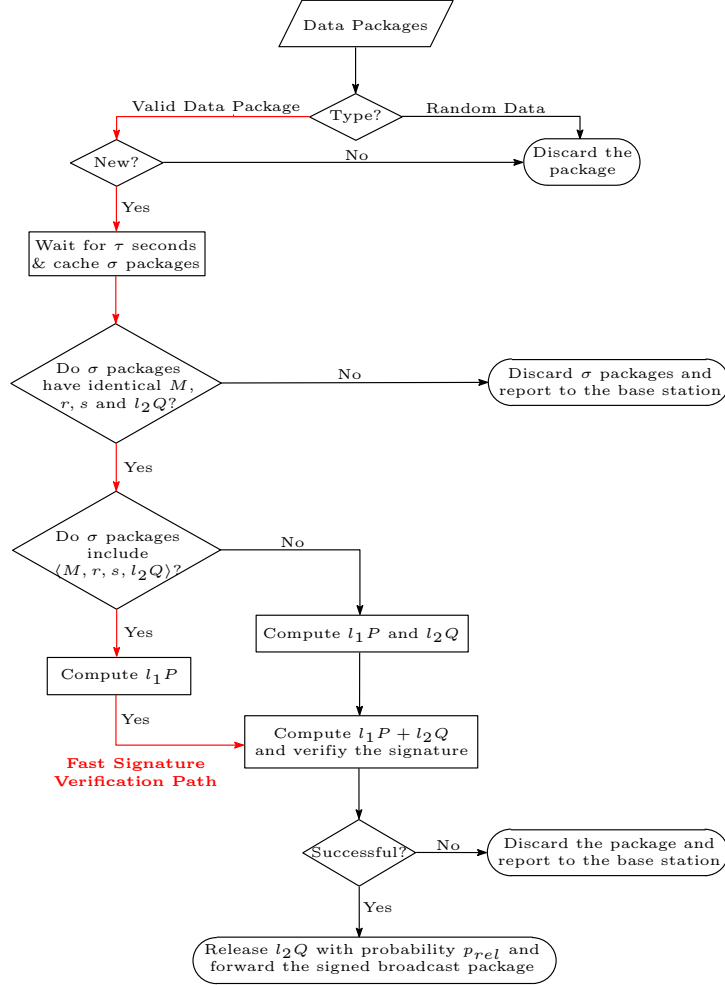 Data Packages
Valid Data Package
Type?
Random Data
New?
No
Discard the
package
Yes
Wait for τ seconds
& cache σ packages
Do σ packages
have identical M,
r, s and l₂Q?
No
Discard σ packages and
report to the base station
Yes
Do σ packages
include
⟨M, r, s, l₂Q⟩?
No
Yes
Compute l₁P and l₂Q
Compute l₁P
Yes
Compute l₁P + l₂Q
and verifiy the signature
Fast Signature
Verification Path
Successful?
No
Discard the package and
report to the base station
Yes
Release l₂Q with probability p_rel and
forward the signed broadcast package